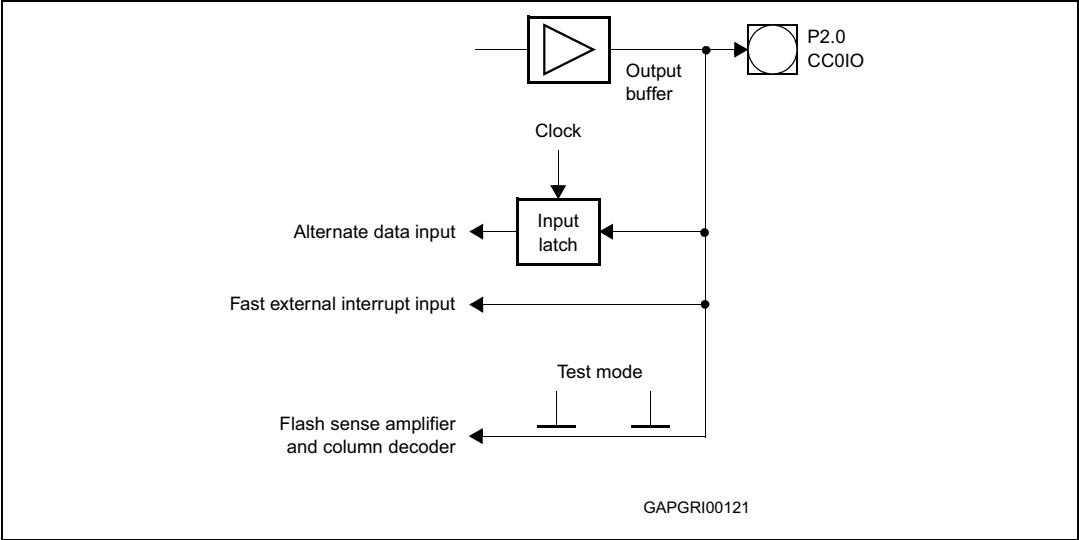 P2.0
CC0IO
Output
buffer
Clock
Input
latch
Alternate data input
Fast external interrupt input
Test mode
Flash sense amplifier
and column decoder
GAPGRI00121